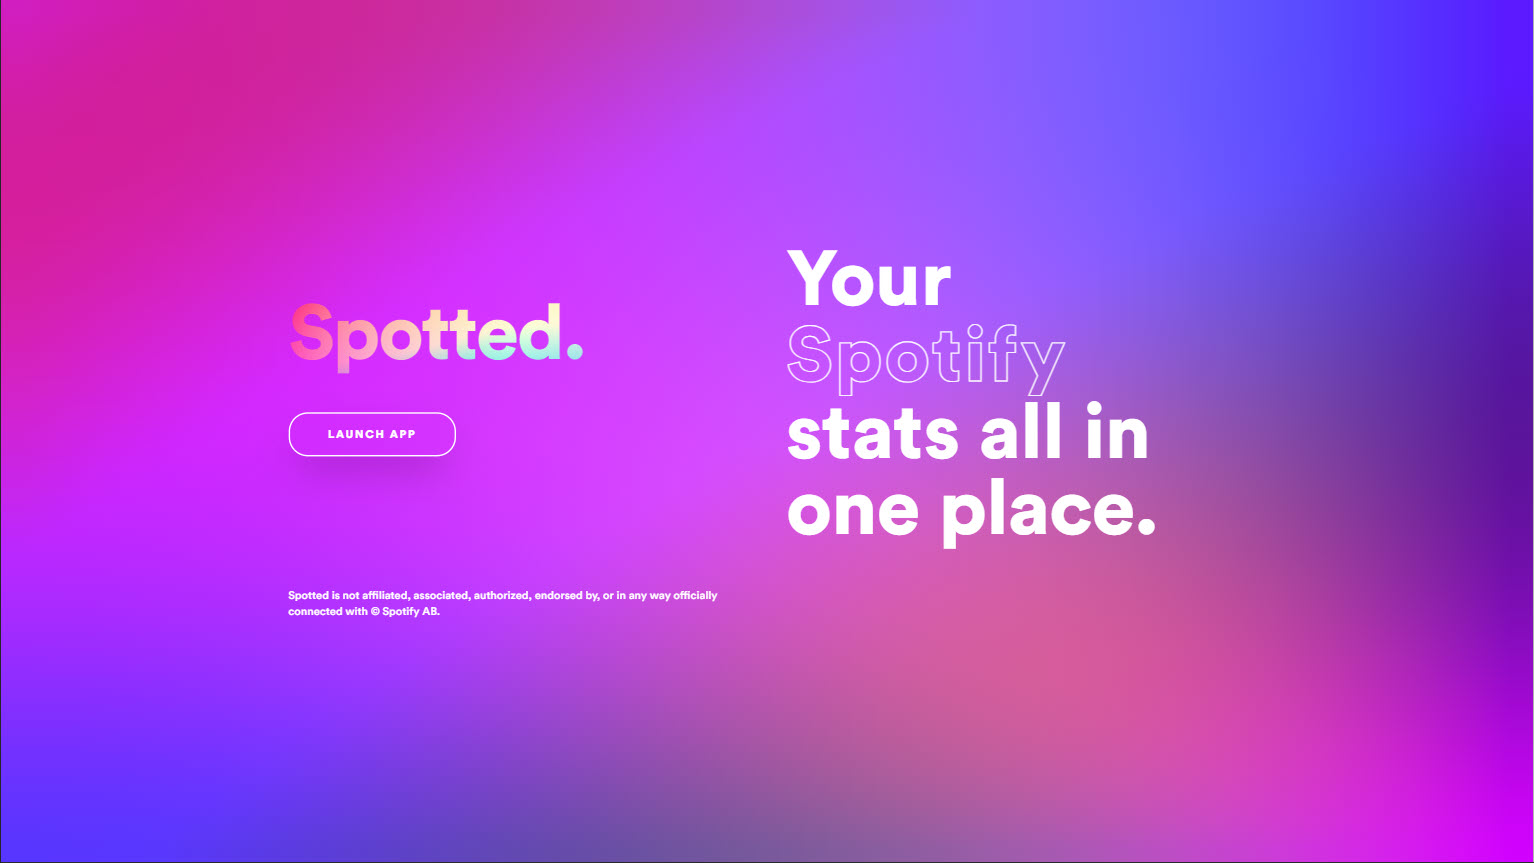 Spotted.
LAUNCH APP
Spotted is not affiliated, associated, authorized, endorsed by, or in any way officially
connected with © Spotify AB.
Your
Spotify
stats all in
one place.